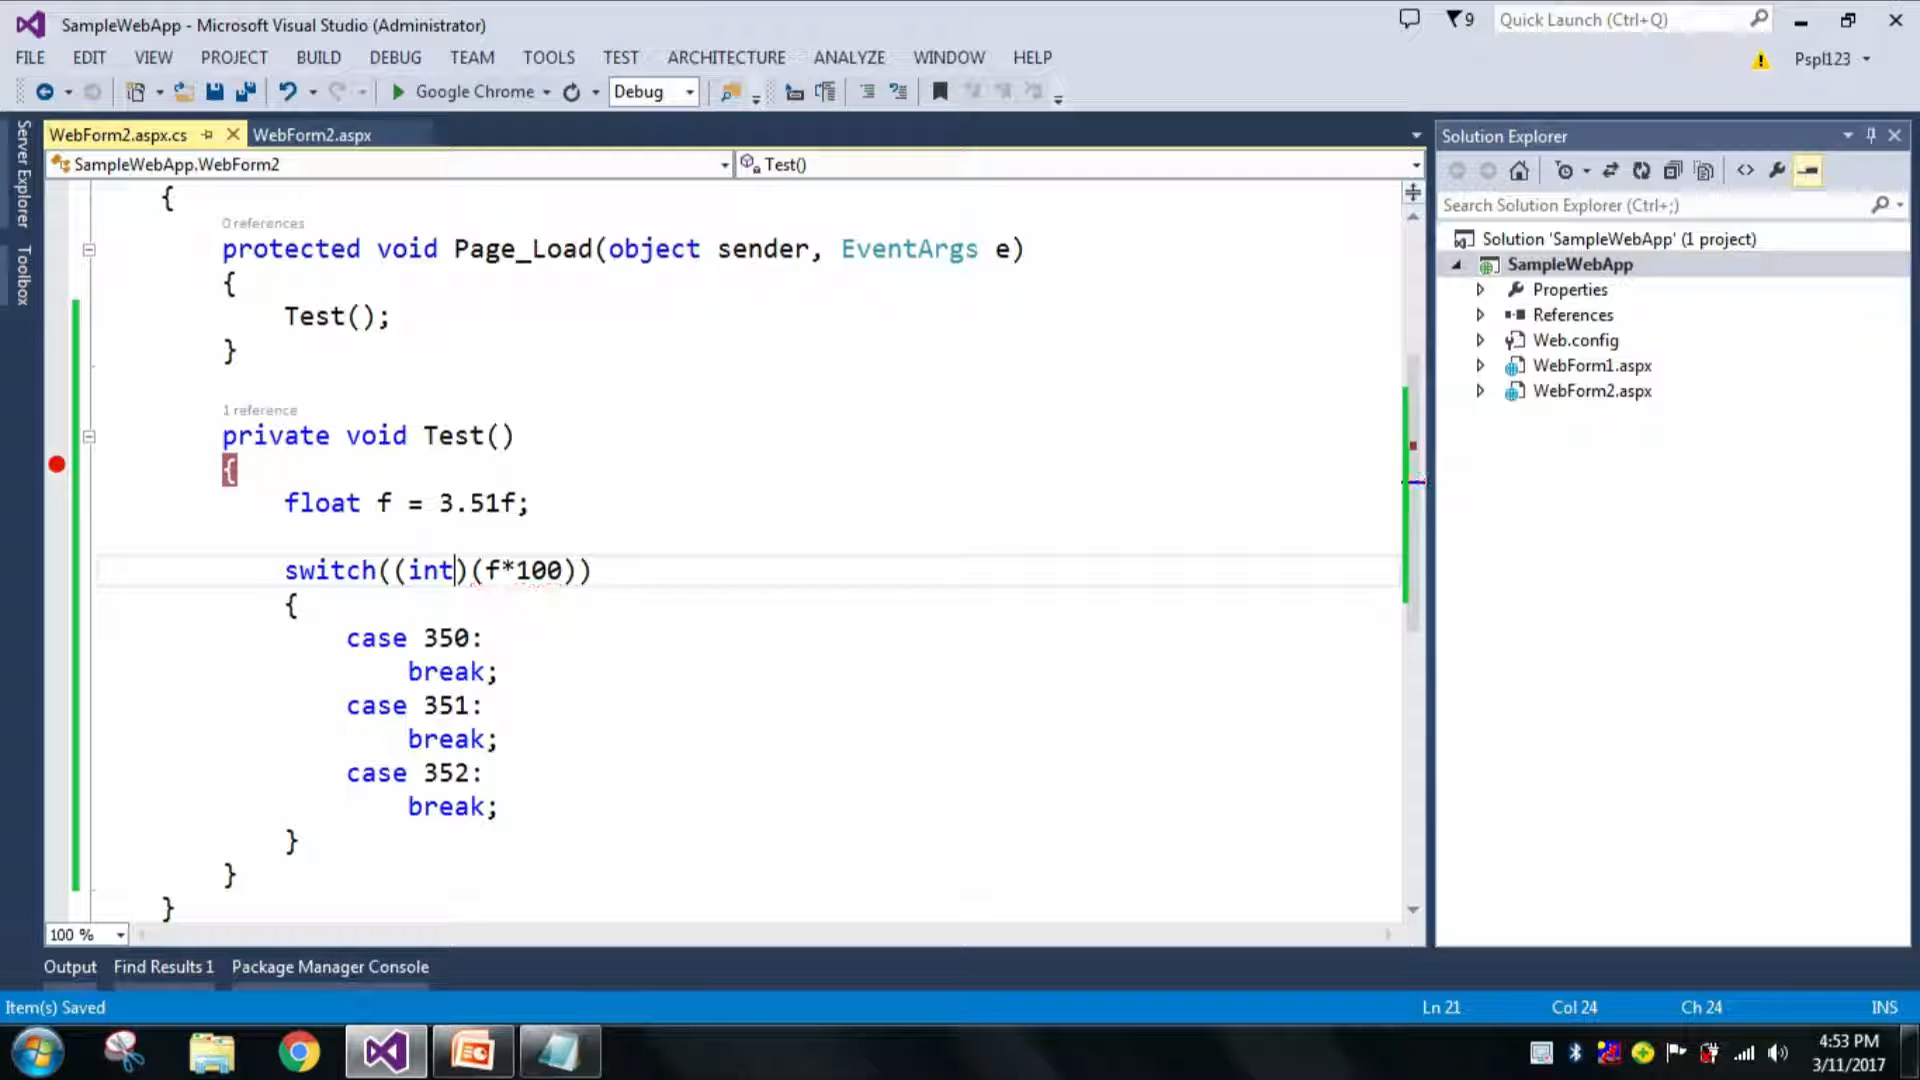 SampleWebApp - Microsoft Visual Studio (Administrator)
9
Quick Launch (Ctrl+Q)
FILE EDIT VIEW PROJECT BUILD DEBUG TEAM TOOLS TEST ARCHITECTURE ANALYZE WINDOW HELP
Pspl123
Google Chrome
Debug
Server Explorer
Toolbox
WebForm2.aspx.cs
WebForm2.aspx
SampleWebApp.WebForm2
Test()
{
0 references
protected void Page_Load(object sender, EventArgs e)
{
Test();
}
1 reference
private void Test()
{
float f = 3.51f;
switch((int)(f*100))
{
case 350:
break;
case 351:
break;
case 352:
break;
}
}
}
100 %
Solution Explorer
Search Solution Explorer (Ctrl+;)
Solution 'SampleWebApp' (1 project)
SampleWebApp
Properties
References
Web.config
WebForm1.aspx
WebForm2.aspx
Output Find Results 1 Package Manager Console
Item(s) Saved
Ln 21 Col 24 Ch 24 INS
4:53 PM
3/11/2017